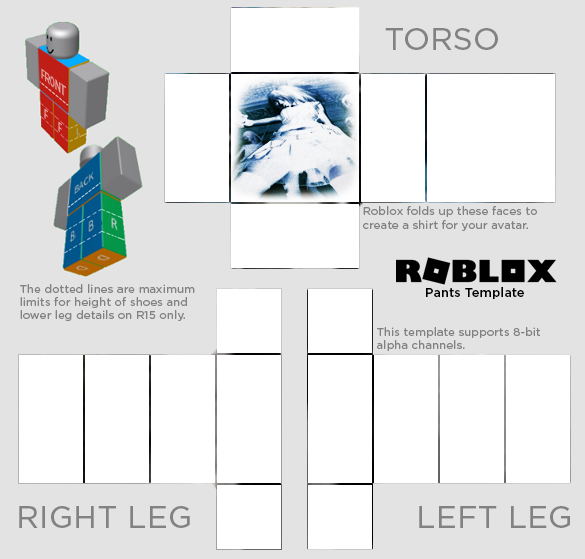 TORSO
FRONT
F F L
BACK
B B R
Roblox folds up these faces to
create a shirt for your avatar.
ROBLOX
Pants Template
The dotted lines are maximum
limits for height of shoes and
lower leg details on R15 only.
This template supports 8-bit
alpha channels.
RIGHT LEG
LEFT LEG